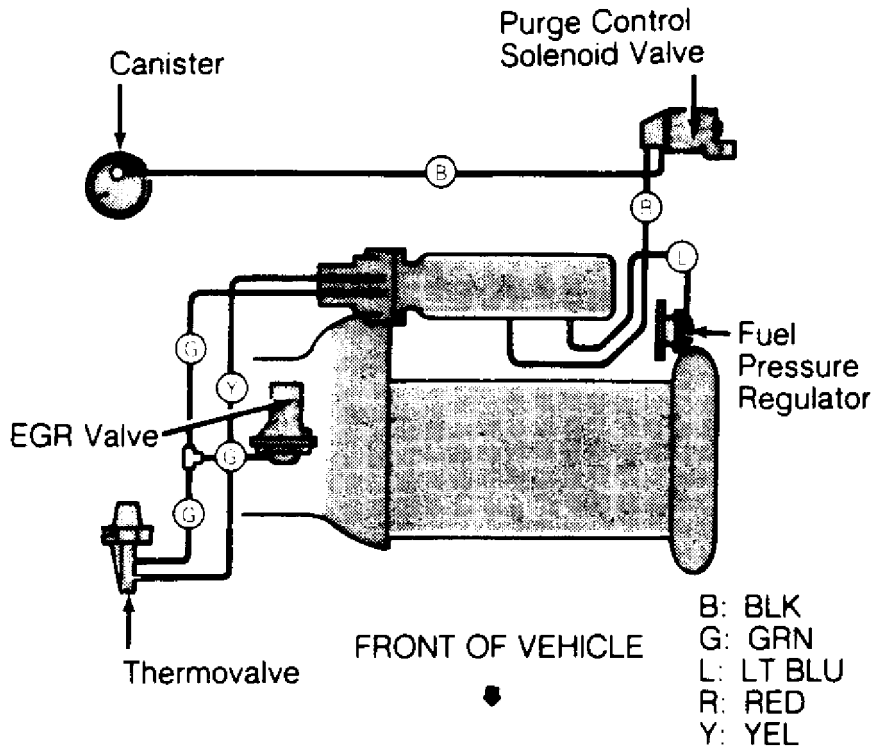 Purge Control
Solenoid Valve
Canister
B
R
L
G
Y
Fuel
Pressure
Regulator
EGR Valve
G
G
Thermovalve
FRONT OF VEHICLE
B: BLK
G: GRN
L: LT BLU
R: RED
Y: YEL